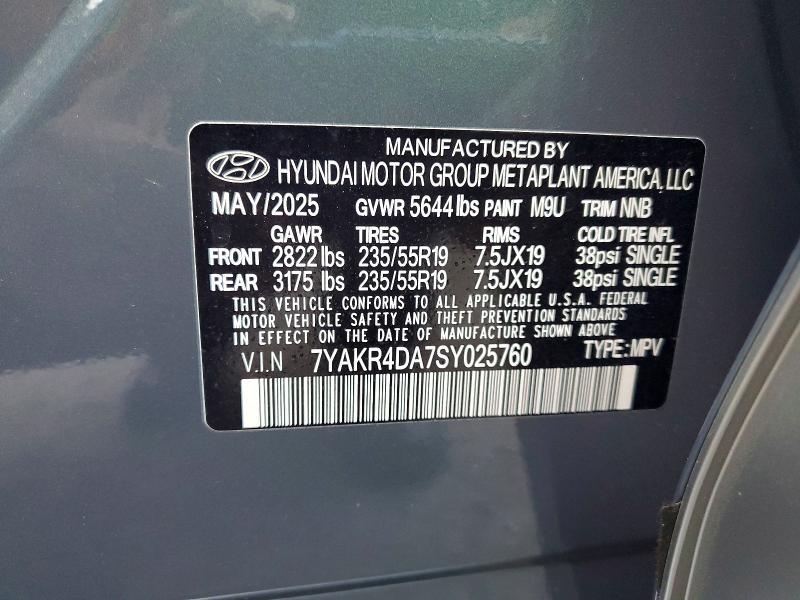 MANUFACTURED BY
HYUNDAI MOTOR GROUP METAPLANT AMERICA, LLC
MAY/2025 GVWR 5644 lbs PAINT M9U TRIM NNB
GAWR TIRES RIMS COLD TIRE INFL
FRONT 2822 lbs 235/55R19 7.5JX19 38psi SINGLE
REAR 3175 lbs 235/55R19 7.5JX19 38psi SINGLE
THIS VEHICLE CONFORMS TO ALL APPLICABLE U.S.A. FEDERAL
MOTOR VEHICLE SAFETY AND THEFT PREVENTION STANDARDS
IN EFFECT ON THE DATE OF MANUFACTURE SHOWN ABOVE
V.I.N 7YAKR4DA7SY025760 TYPE: MPV